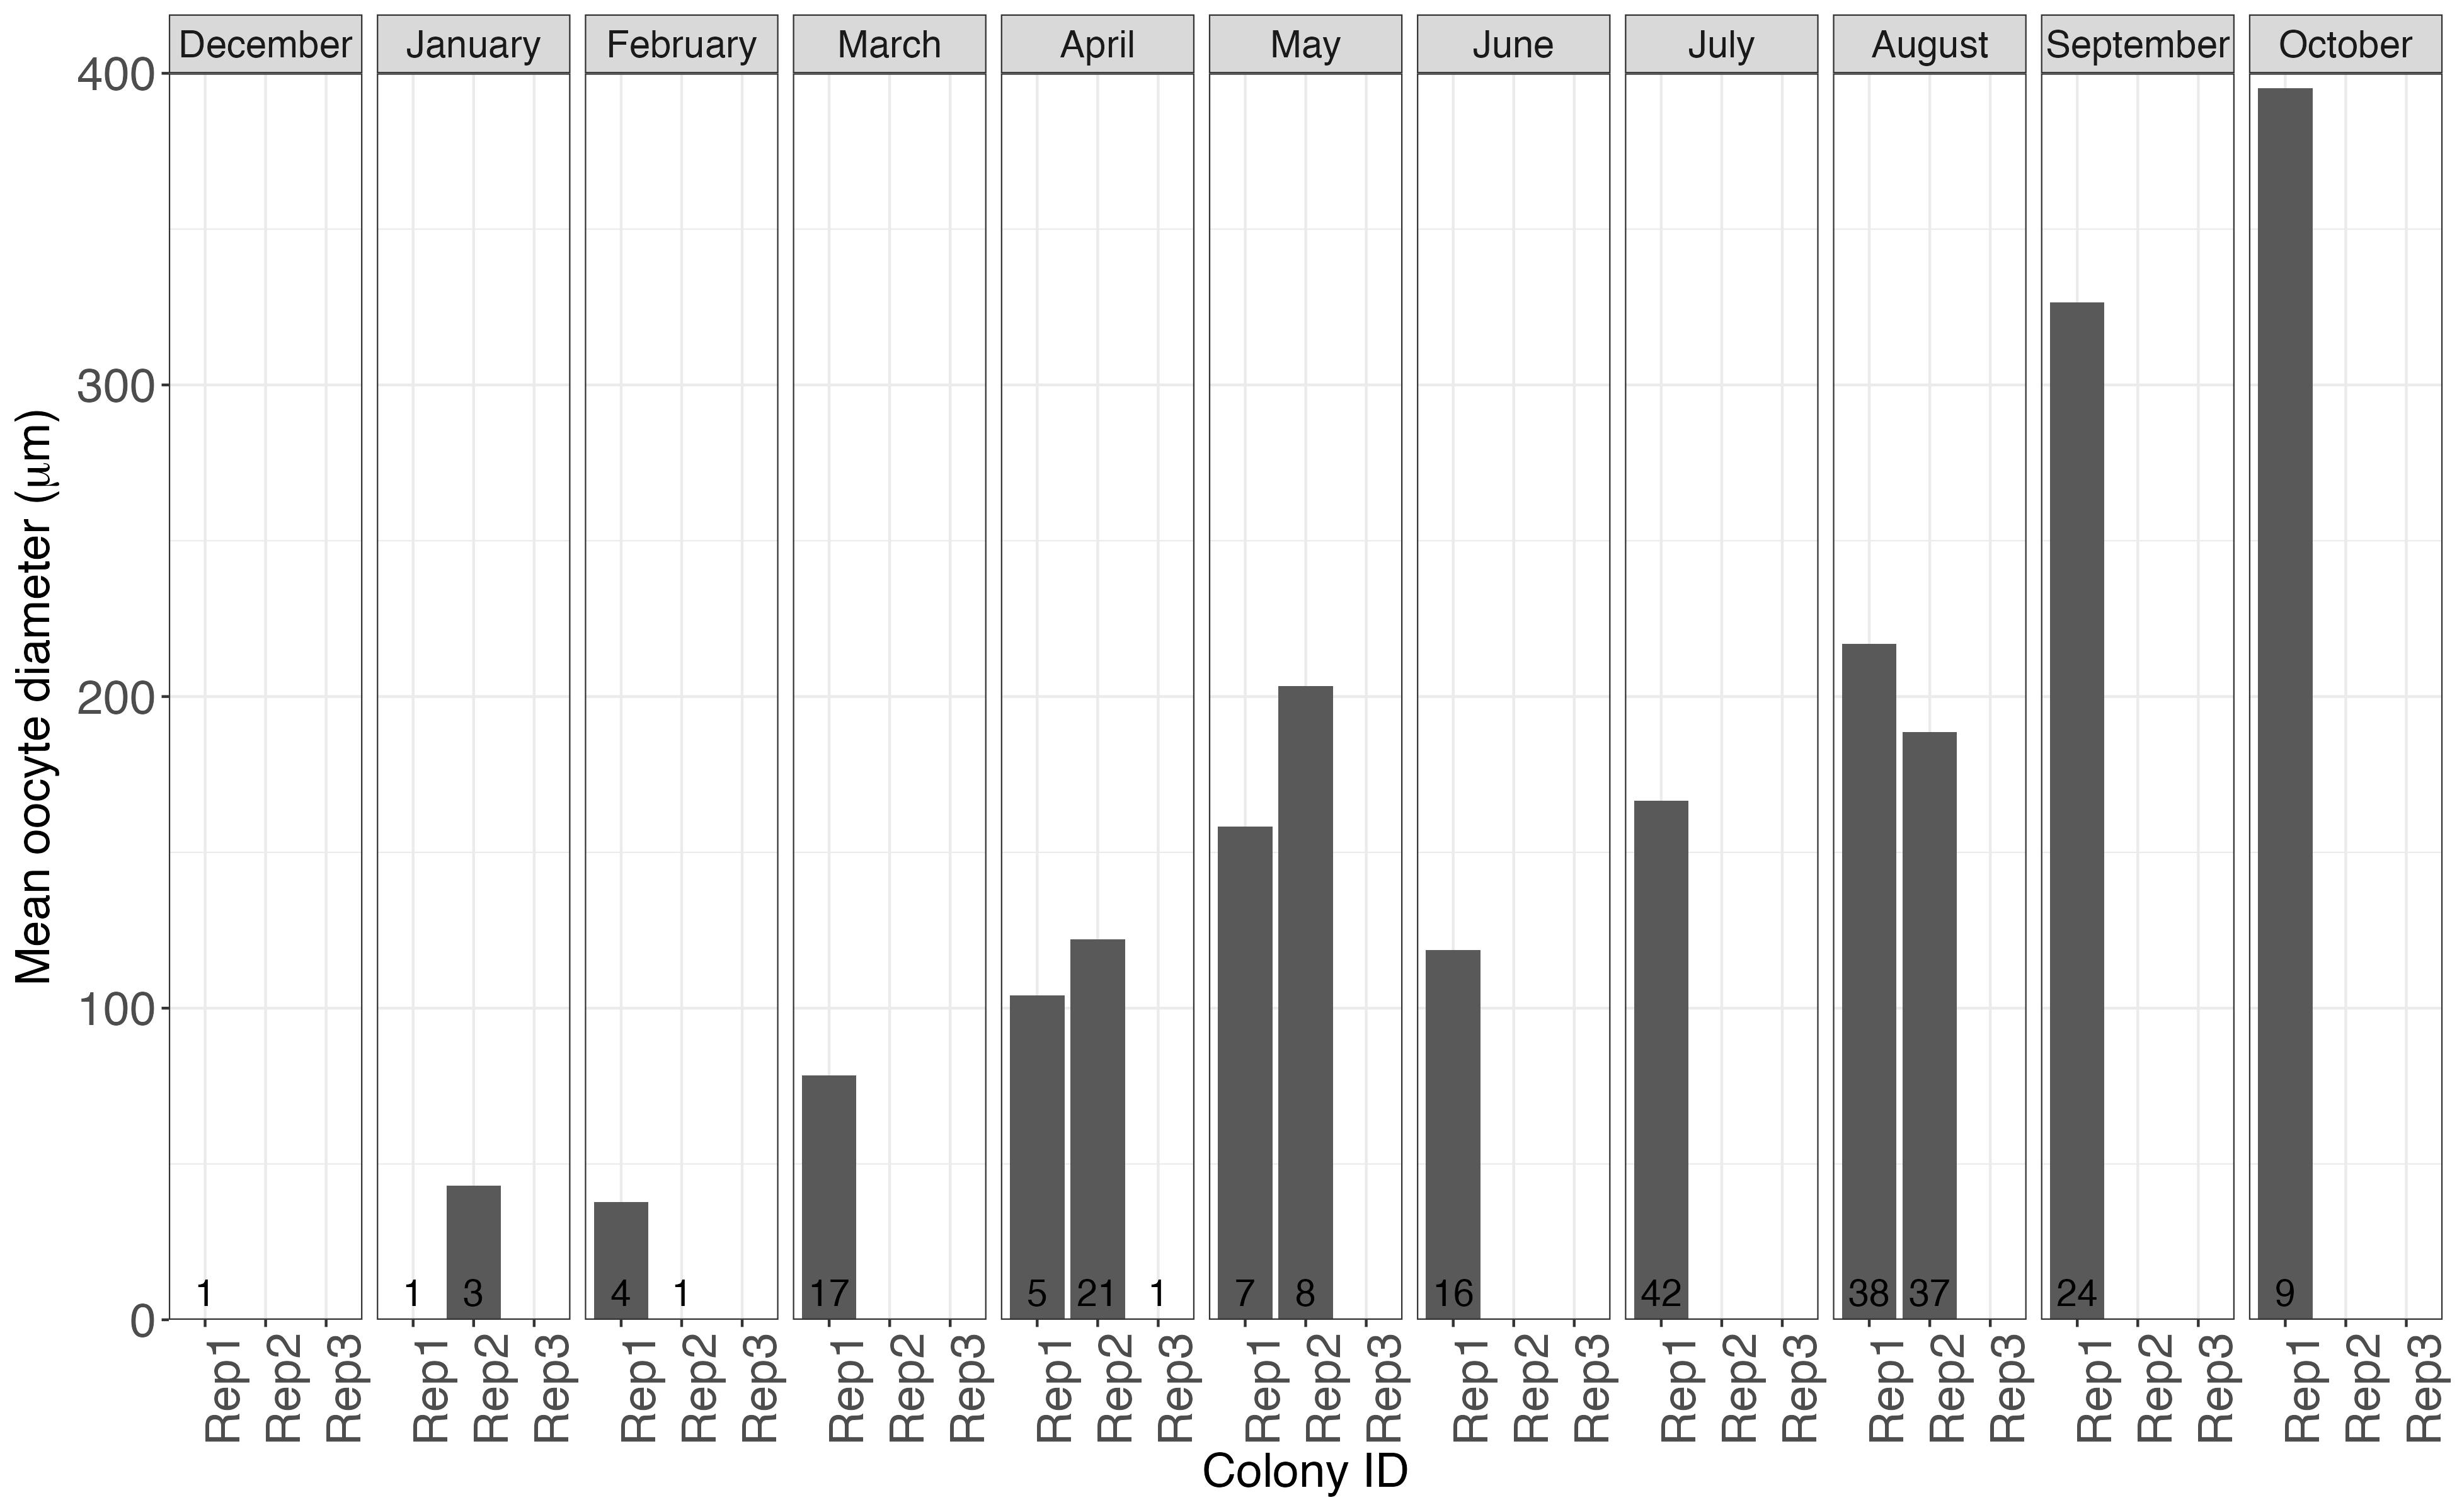 December January February March April May June July August September October
400
300
200
100
0
Mean oocyte diameter (μm)
1 1 3 4 1 17 5 21 1 7 8 16 42 38 37 24 9
Rep1 Rep2 Rep3 Rep1 Rep2 Rep3 Rep1 Rep2 Rep3 Rep1 Rep2 Rep3 Rep1 Rep2 Rep3 Rep1 Rep2 Rep3 Rep1 Rep2 Rep3 Rep1 Rep2 Rep3 Rep1 Rep2 Rep3 Rep1 Rep2 Rep3 Rep1 Rep2 Rep3
Colony ID